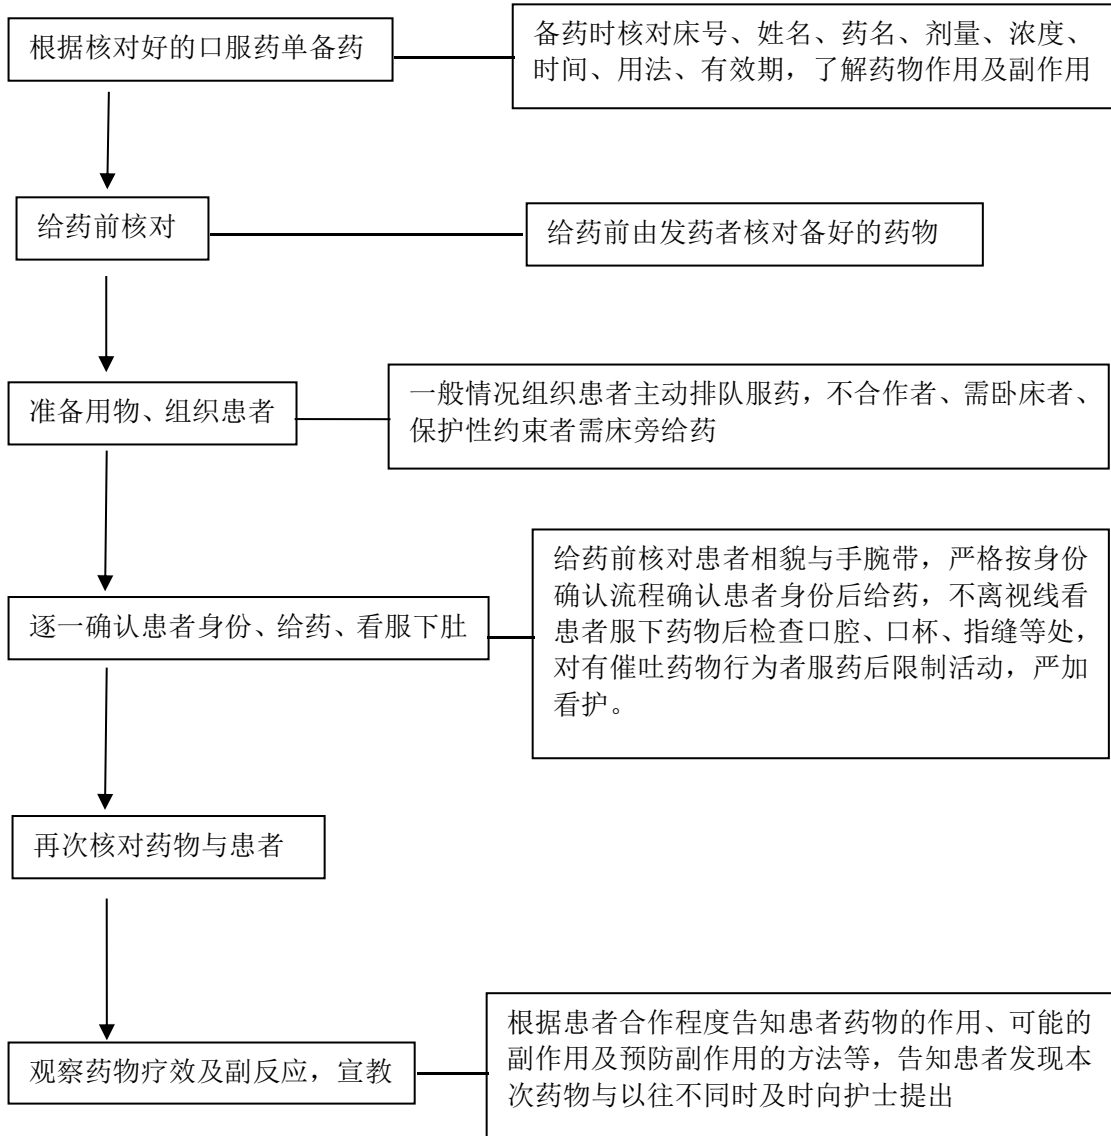 根据核对好的口服药单备药
备药时核对床号、姓名、药名、剂量、浓度、
时间、用法、有效期，了解药物作用及副作用
给药前核对
给药前由发药者核对备好的药物
准备用物、组织患者
一般情况组织患者主动排队服药，不合作者、需卧床者、
保护性约束者需床旁给药
逐一确认患者身份、给药、看服下肚
给药前核对患者相貌与手腕带，严格按身份
确认流程确认患者身份后给药，不离视线看
患者服下药物后检查口腔、口杯、指缝等处，
对有催吐药物行为者服药后限制活动，严加
看护。
再次核对药物与患者
观察药物疗效及副反应，宣教
根据患者合作程度告知患者药物的作用、可能的
副作用及预防副作用的方法等，告知患者发现本
次药物与以往不同时及时向护士提出